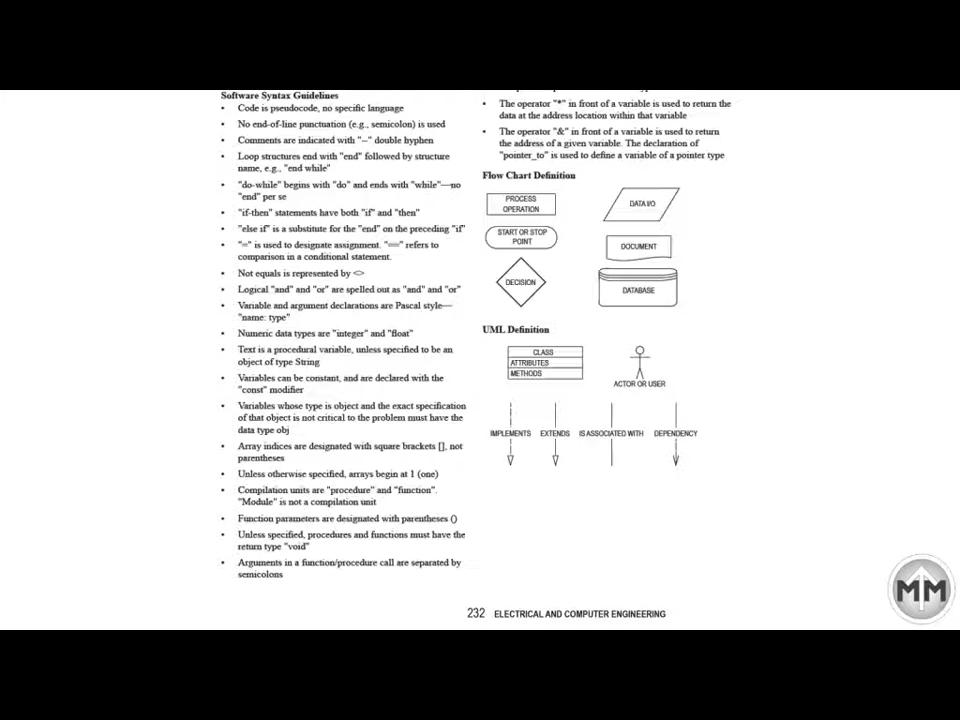 Software Syntax Guidelines
• Code is pseudocode, no specific language
• No end-of-line punctuation (e.g., semicolon) is used
• Comments are indicated with "--" double hyphen
• Loop structures end with "end" followed by structure
name, e.g., "end while"
• "do-while" begins with "do" and ends with "while"—no
"end" per se
• "if-then" statements have both "if" and "then"
• "else if" is a substitute for the "end" on the preceding "if"
• "=" is used to designate assignment. "==" refers to
comparison in a conditional statement.
• Not equals is represented by <>
• Logical "and" and "or" are spelled out as "and" and "or"
• Variable and argument declarations are Pascal style—
"name: type"
• Numeric data types are "integer" and "float"
• Text is a procedural variable, unless specified to be an
object of type String
• Variables can be constant, and are declared with the
"const" modifier
• Variables whose type is object and the exact specification
of that object is not critical to the problem must have the
data type obj
• Array indices are designated with square brackets [], not
parentheses
• Unless otherwise specified, arrays begin at 1 (one)
• Compilation units are "procedure" and "function".
"Module" is not a compilation unit
• Function parameters are designated with parentheses ()
• Unless specified, procedures and functions must have the
return type "void"
• Arguments in a function/procedure call are separated by
semicolons
• The operator "*" in front of a variable is used to return the
data at the address location within that variable
• The operator "&" in front of a variable is used to return
the address of a given variable. The declaration of
"pointer_to" is used to define a variable of a pointer type
Flow Chart Definition
PROCESS
OPERATION
DATA I/O
START OR STOP
POINT
DOCUMENT
DECISION
DATABASE
UML Definition
CLASS
ATTRIBUTES
METHODS
ACTOR OR USER
IMPLEMENTS EXTENDS IS ASSOCIATED WITH DEPENDENCY
232 ELECTRICAL AND COMPUTER ENGINEERING
MM